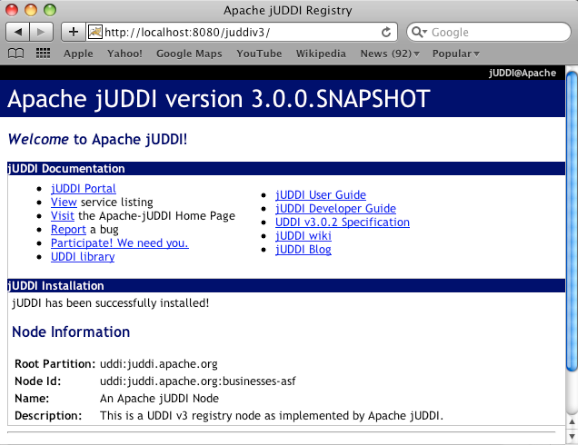 Apache jUDDI Registry
http://localhost:8080/juddiv3/
Google
Apple Yahoo! Google Maps YouTube Wikipedia News (92) Popular
jUDDI@Apache
Apache jUDDI version 3.0.0.SNAPSHOT
Welcome to Apache jUDDI!
jUDDI Documentation
jUDDI Portal
View service listing
Visit the Apache-jUDDI Home Page
Report a bug
Participate! We need you.
UDDI library
jUDDI User Guide
jUDDI Developer Guide
UDDI v3.0.2 Specification
jUDDI wiki
jUDDI Blog
jUDDI Installation
jUDDI has been successfully installed!
Node Information
Root Partition: uddi:juddi.apache.org
Node Id: uddi:juddi.apache.org:businesses-asf
Name: An Apache jUDDI Node
Description: This is a UDDI v3 registry node as implemented by Apache jUDDI.